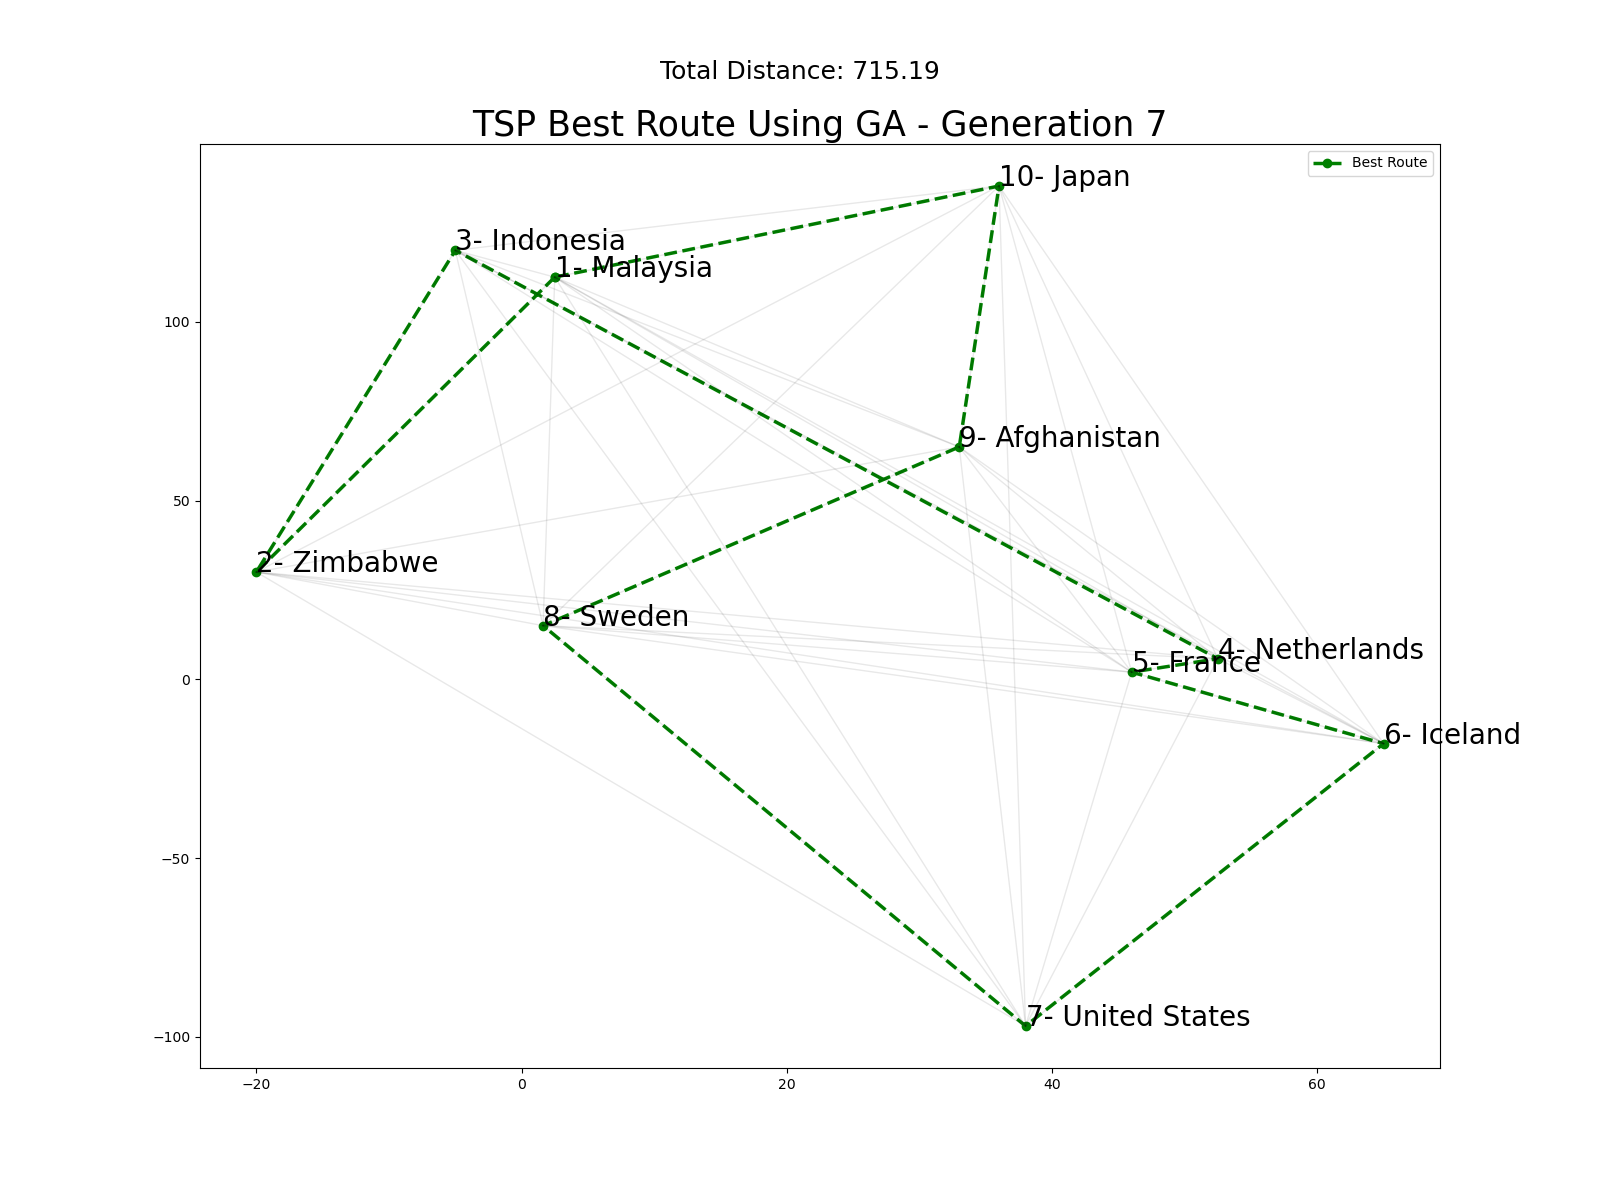 Total Distance: 715.19
TSP Best Route Using GA - Generation 7
Best Route
10- Japan
3- Indonesia
1- Malaysia
9- Afghanistan
2- Zimbabwe
8- Sweden
4- Netherlands
5- France
6- Iceland
7- United States
100
50
0
−50
−100
−20 0 20 40 60